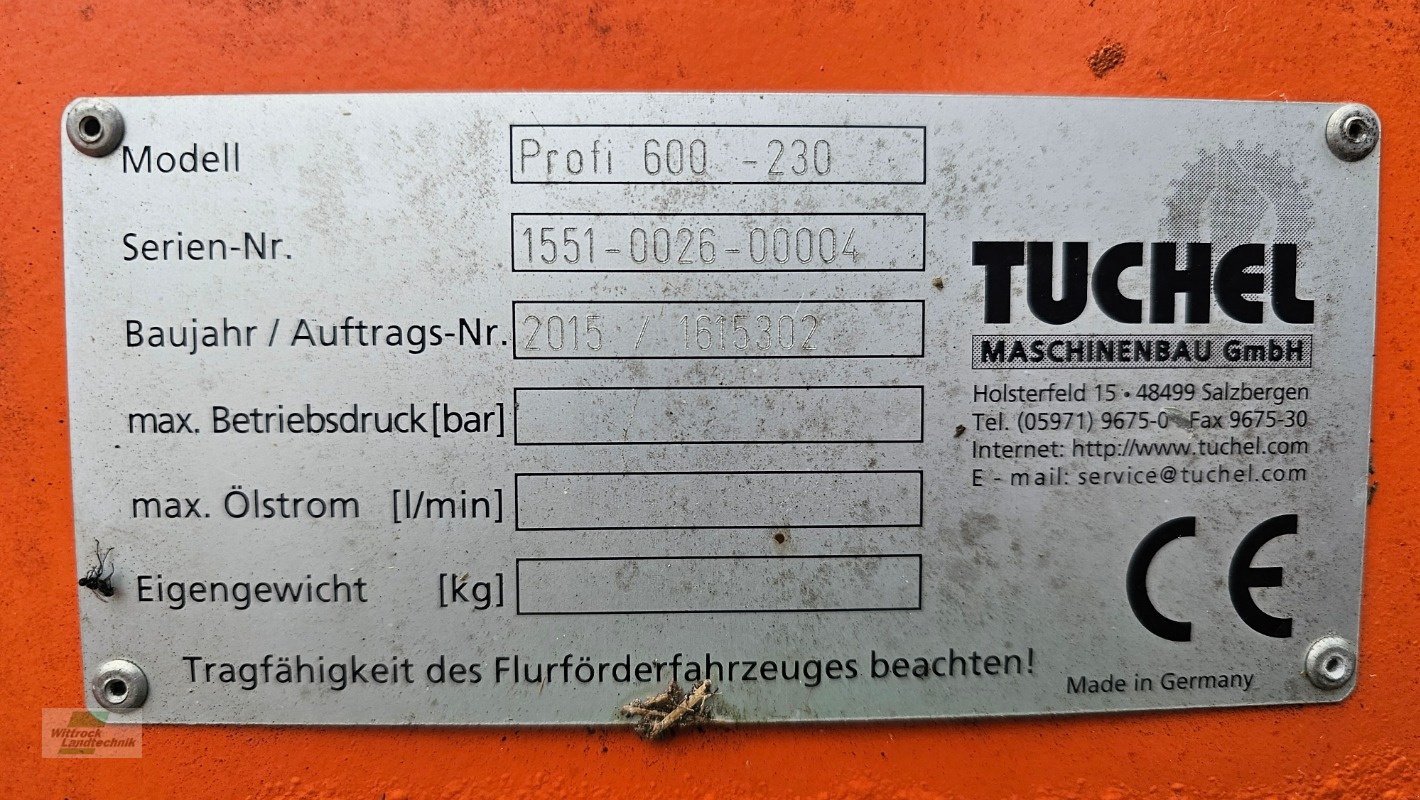 Modell Profi 600 -230
Serien-Nr. 1551-0026-00004
Baujahr / Auftrags-Nr. 2015 / 1615302
max. Betriebsdruck [bar]
max. Ölstrom [l/min]
Eigengewicht [kg]
Tragfähigkeit des Flurförderfahrzeuges beachten!
TUCHEL
MASCHINENBAU GmbH
Holsterfeld 15 • 48499 Salzbergen
Tel. (05971) 9675-0 Fax 9675-30
Internet: http://www.tuchel.com
E - mail: service@tuchel.com
CE
Made in Germany
Wittrock
Landtechnik